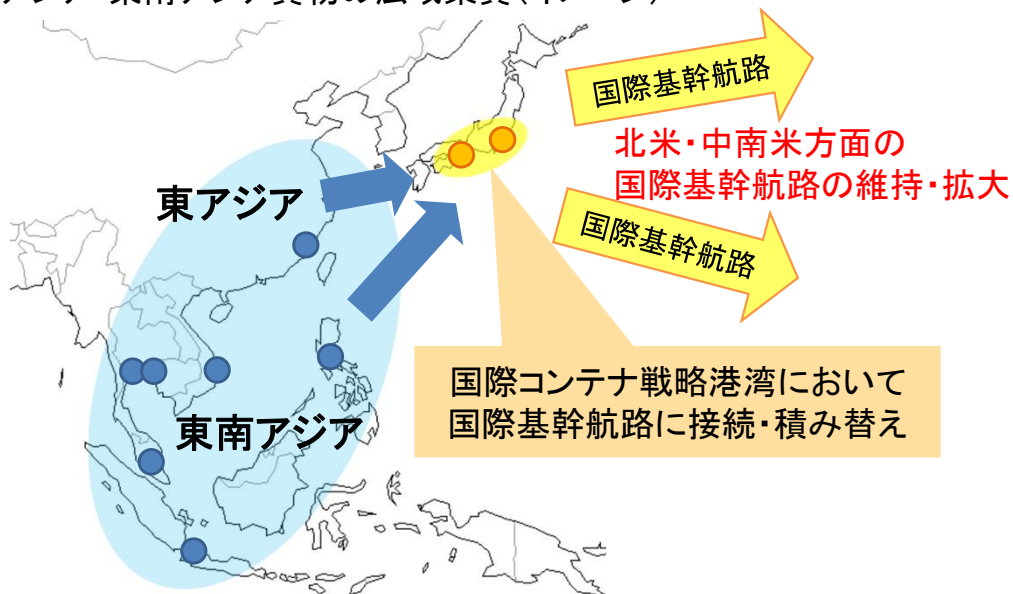 国際基幹航路
北米・中南米方面の
国際基幹航路の維持・拡大
東アジア
国際基幹航路
国際コンテナ戦略港湾において
国際基幹航路に接続・積み替え
東南アジア